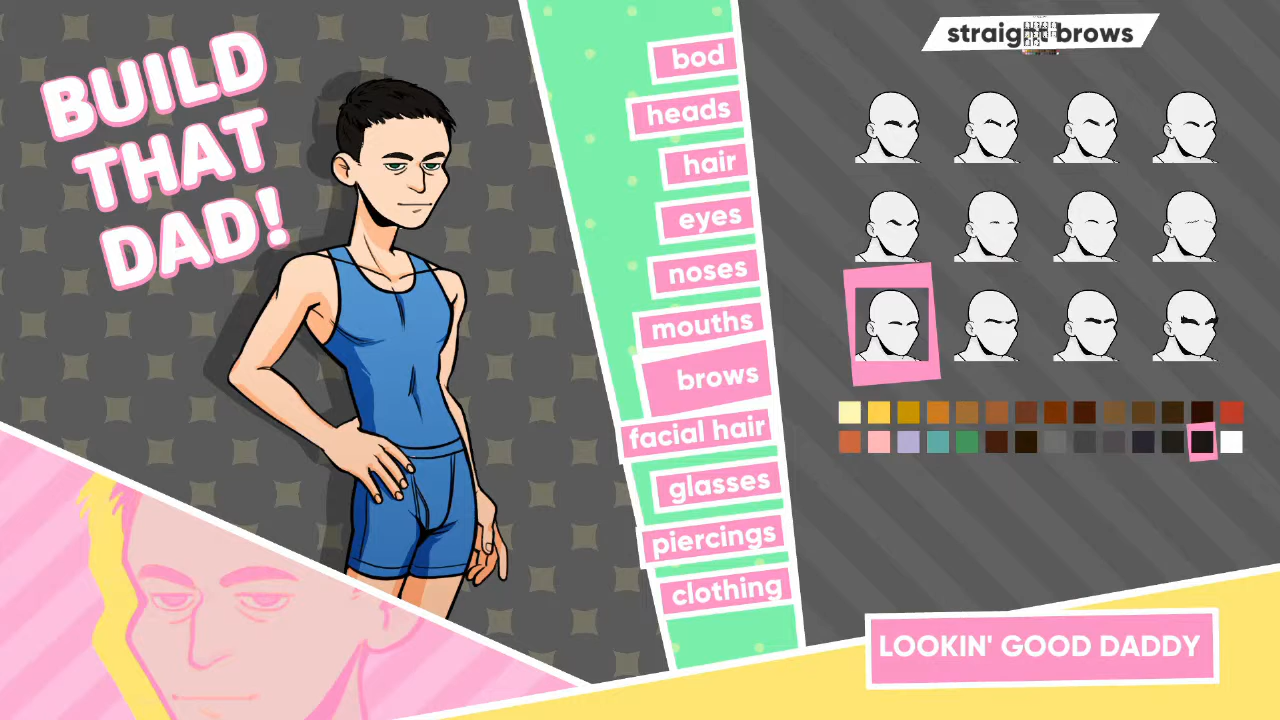 BUILD
THAT
DAD!
bod
heads
hair
eyes
noses
mouths
brows
facial hair
glasses
piercings
clothing
straight brows
LOOKIN' GOOD DADDY